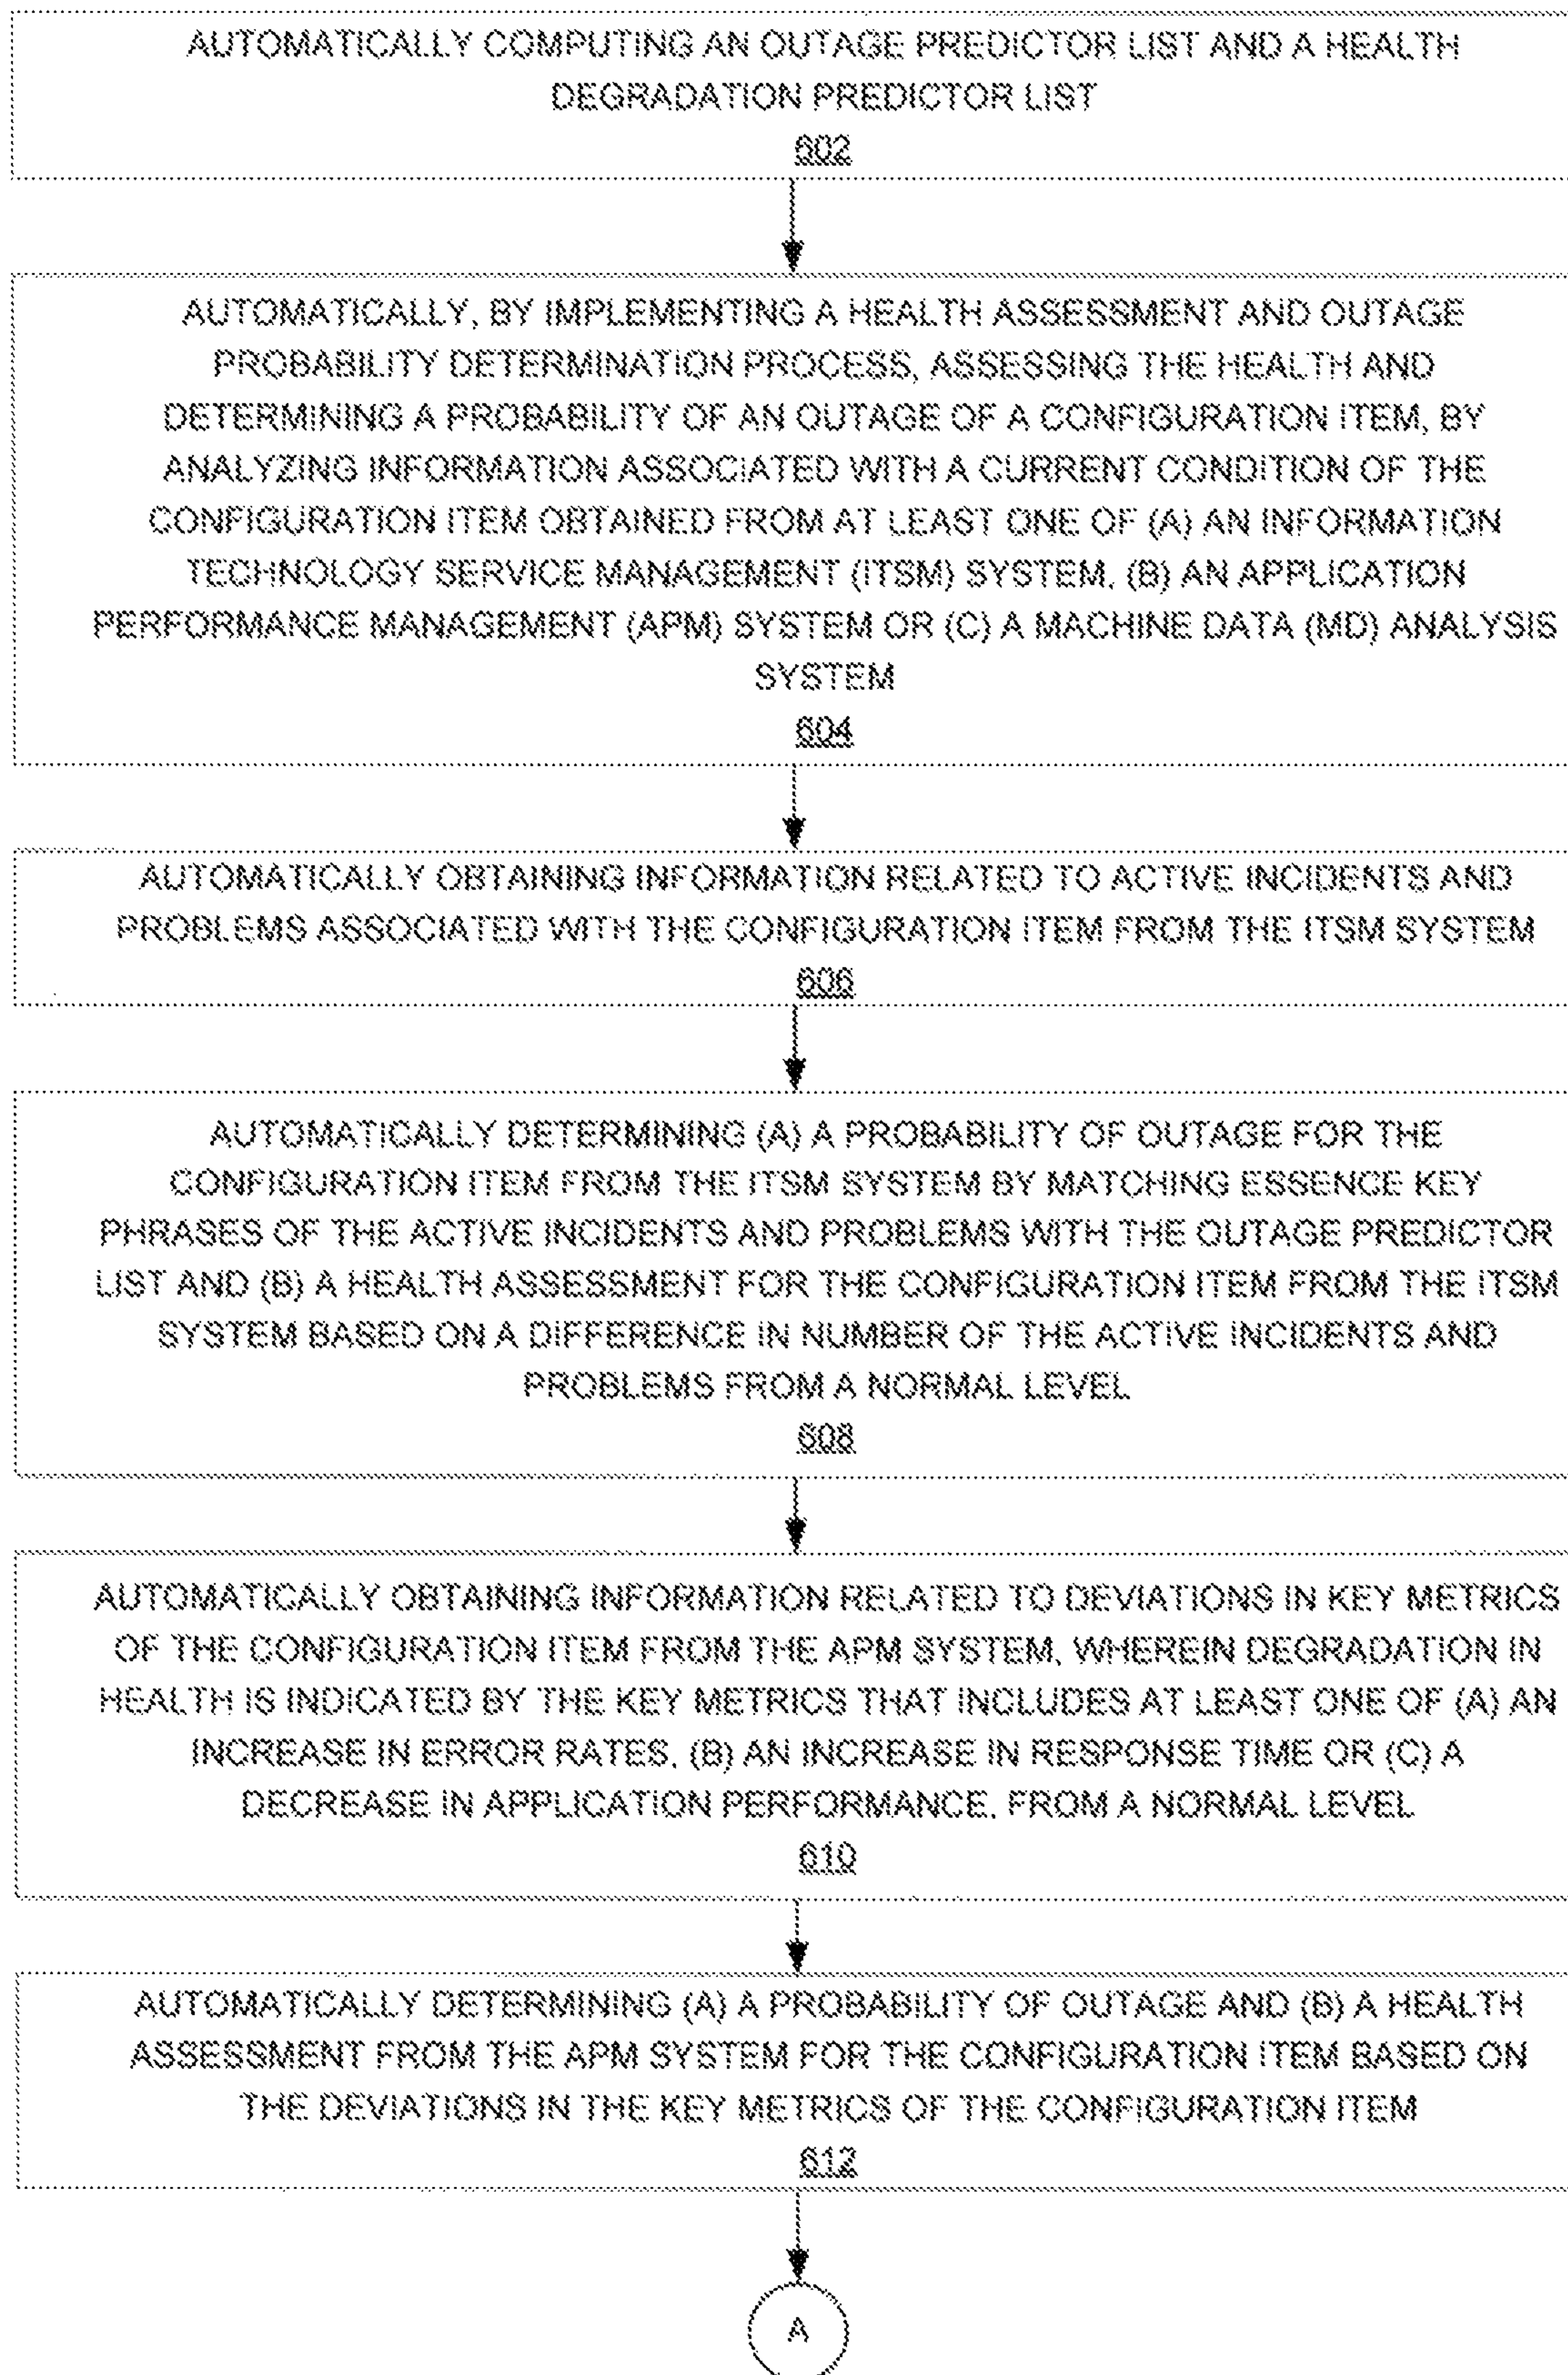 AUTOMATICALLY COMPUTING AN OUTAGE PREDICTOR LIST AND A HEALTH
DEGRADATION PREDICTOR LIST
602
AUTOMATICALLY, BY IMPLEMENTING A HEALTH ASSESSMENT AND OUTAGE
PROBABILITY DETERMINATION PROCESS, ASSESSING THE HEALTH AND
DETERMINING A PROBABILITY OF AN OUTAGE OF A CONFIGURATION ITEM, BY
ANALYZING INFORMATION ASSOCIATED WITH A CURRENT CONDITION OF THE
CONFIGURATION ITEM OBTAINED FROM AT LEAST ONE OF (A) AN INFORMATION
TECHNOLOGY SERVICE MANAGEMENT (ITSM) SYSTEM, (B) AN APPLICATION
PERFORMANCE MANAGEMENT (APM) SYSTEM OR (C) A MACHINE DATA (MD) ANALYSIS
SYSTEM
604
AUTOMATICALLY OBTAINING INFORMATION RELATED TO ACTIVE INCIDENTS AND
PROBLEMS ASSOCIATED WITH THE CONFIGURATION ITEM FROM THE ITSM SYSTEM
606
AUTOMATICALLY DETERMINING (A) A PROBABILITY OF OUTAGE FOR THE
CONFIGURATION ITEM FROM THE ITSM SYSTEM BY MATCHING ESSENCE KEY
PHRASES OF THE ACTIVE INCIDENTS AND PROBLEMS WITH THE OUTAGE PREDICTOR
LIST AND (B) A HEALTH ASSESSMENT FOR THE CONFIGURATION ITEM FROM THE ITSM
SYSTEM BASED ON A DIFFERENCE IN NUMBER OF THE ACTIVE INCIDENTS AND
PROBLEMS FROM A NORMAL LEVEL
608
AUTOMATICALLY OBTAINING INFORMATION RELATED TO DEVIATIONS IN KEY METRICS
OF THE CONFIGURATION ITEM FROM THE APM SYSTEM, WHEREIN DEGRADATION IN
HEALTH IS INDICATED BY THE KEY METRICS THAT INCLUDES AT LEAST ONE OF (A) AN
INCREASE IN ERROR RATES, (B) AN INCREASE IN RESPONSE TIME OR (C) A
DECREASE IN APPLICATION PERFORMANCE, FROM A NORMAL LEVEL
610
AUTOMATICALLY DETERMINING (A) A PROBABILITY OF OUTAGE AND (B) A HEALTH
ASSESSMENT FROM THE APM SYSTEM FOR THE CONFIGURATION ITEM BASED ON
THE DEVIATIONS IN THE KEY METRICS OF THE CONFIGURATION ITEM
612
A